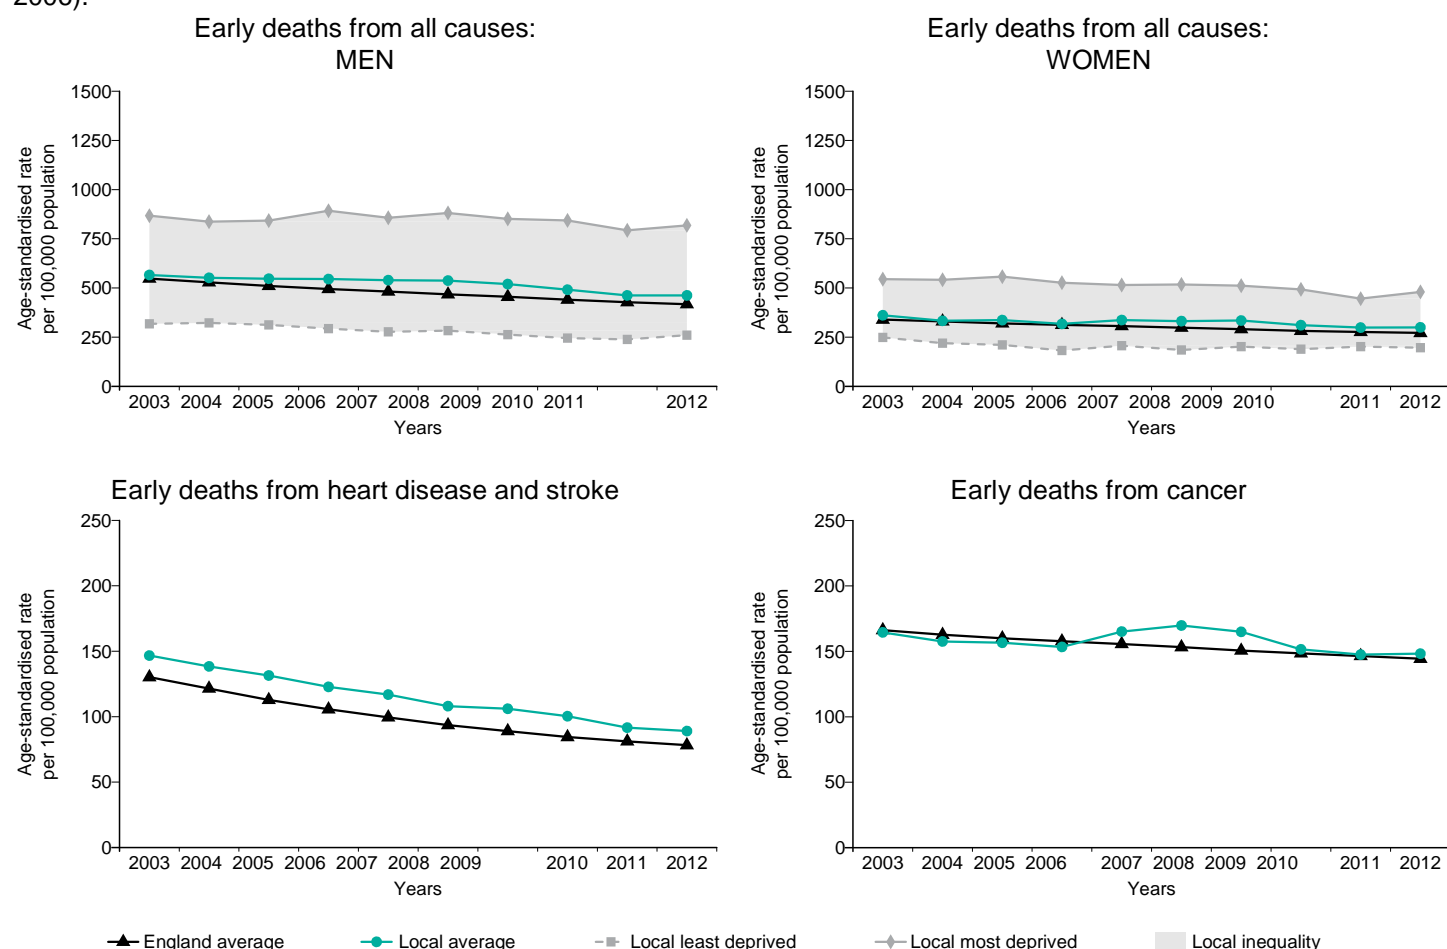 2006).
Early deaths from all causes:
MEN
1500
1250
1000
750
500
250
0
Age-standardised rate
per 100,000 population
2003 2004 2005 2006 2007 2008 2009 2010 2011 2012
Years
Early deaths from all causes:
WOMEN
1500
1250
1000
750
500
250
0
Age-standardised rate
per 100,000 population
2003 2004 2005 2006 2007 2008 2009 2010 2011 2012
Years
Early deaths from heart disease and stroke
250
200
150
100
50
0
Age-standardised rate
per 100,000 population
2003 2004 2005 2006 2007 2008 2009 2010 2011 2012
Years
Early deaths from cancer
250
200
150
100
50
0
Age-standardised rate
per 100,000 population
2003 2004 2005 2006 2007 2008 2009 2010 2011 2012
Years
England average Local average Local least deprived Local most deprived Local inequality